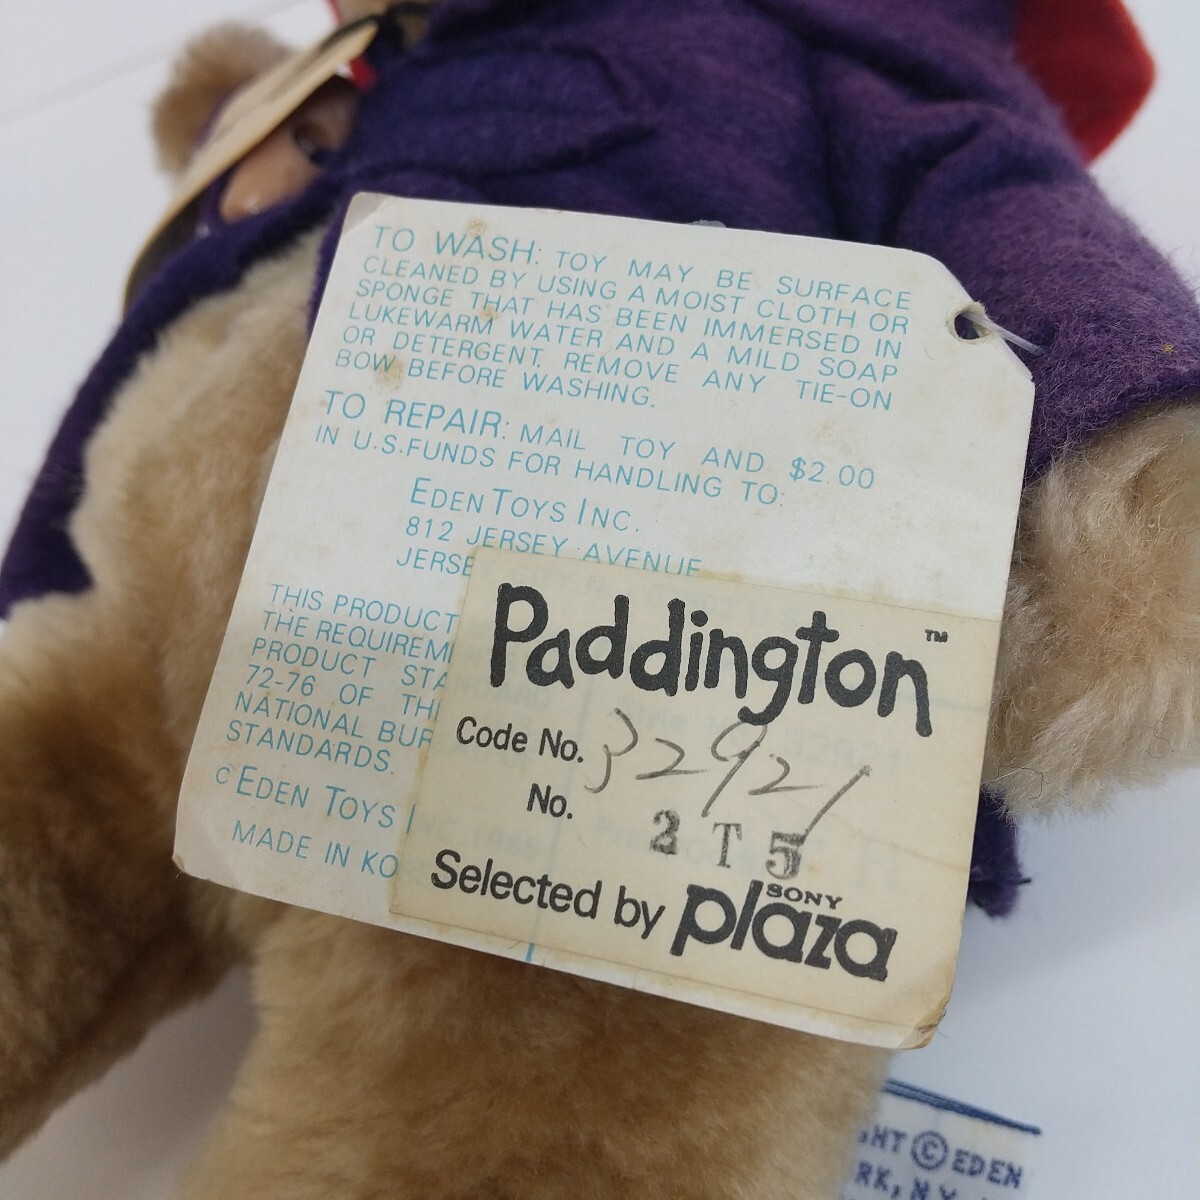 TO WASH: TOY MAY BE SURFACE
CLEANED BY USING A MOIST CLOTH OR
SPONGE THAT HAS BEEN IMMERSED IN
LUKEWARM WATER AND A MILD SOAP
OR DETERGENT. REMOVE ANY TIE-ON
BOW BEFORE WASHING.
TO REPAIR: MAIL TOY AND $2.00
IN U.S.FUNDS FOR HANDLING TO:
EDEN TOYS INC.
812 JERSEY AVENUE
JERSE
THIS PRODUCT
THE REQUIREM
PRODUCT STA
72-76 OF TH
NATIONAL BUR
STANDARDS.
C EDEN TOYS I
MADE IN KO
Paddington™
Code No. 32921
No. 2T5
Selected by SONY plaza
GHT © EDEN
RK, N.Y.